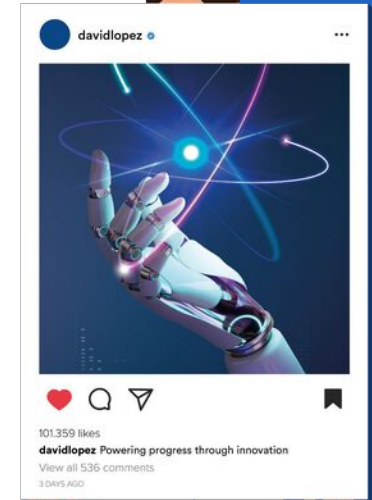 davidlopez
101.359 likes
davidlopez Powering progress through innovation
View all 536 comments
3 DAYS AGO